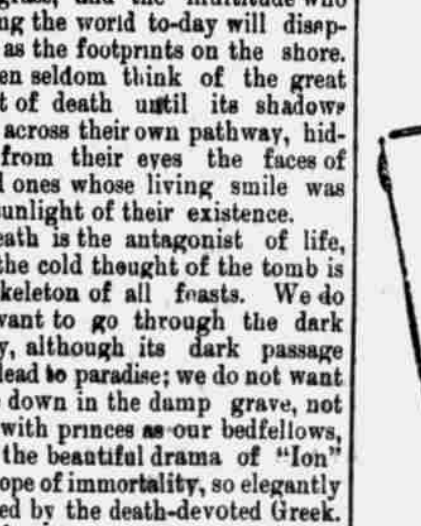 grass, and the multitude who
ng the world to-day will disap-
as the footprints on the shore.
en seldom think of the great
t of death until its shadows
across their own pathway, hid-
from their eyes the faces of
l ones whose living smile was
unlight of their existence.
eath is the antagonist of life,
the cold thought of the tomb is
keleton of all feasts. We do
want to go through the dark
y, although its dark passage
lead to paradise; we do not want
down in the damp grave, not
with princes as our bedfellows,
the beautiful drama of "Ion"
ope of immortality, so elegantly
ed by the death-devoted Greek.